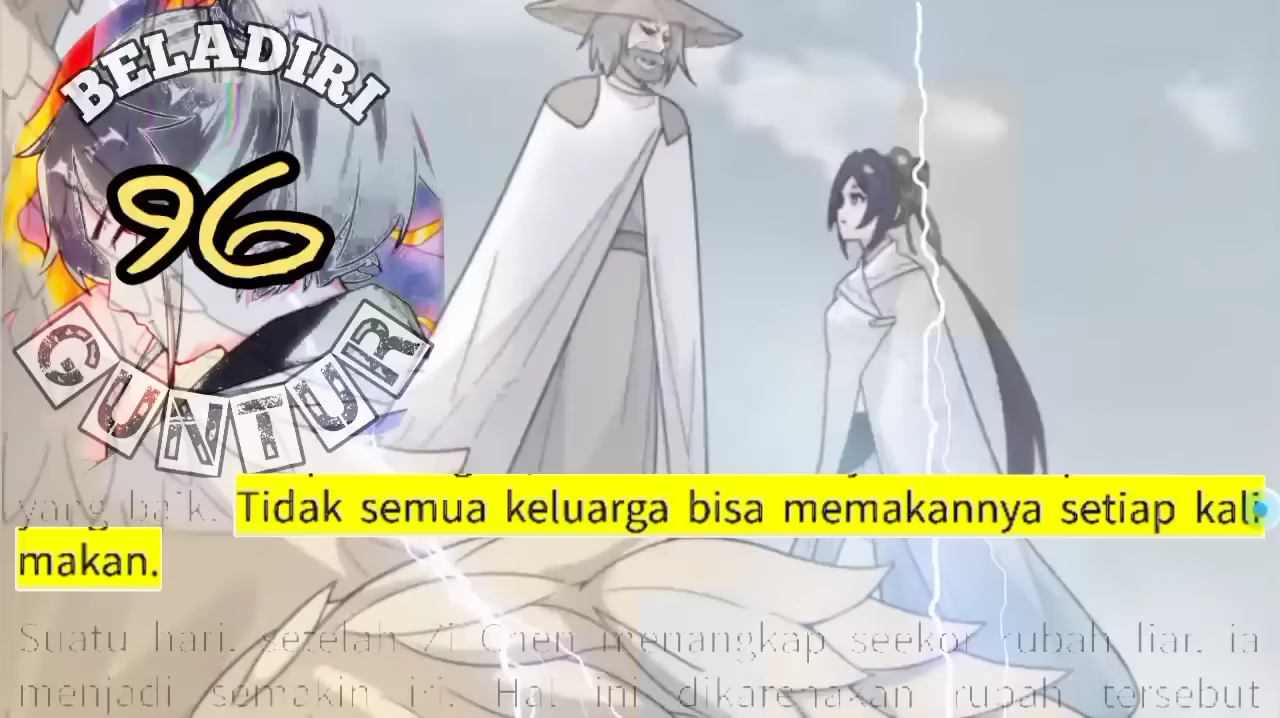 BELADIRI
96
GUNTUR
yang baik. Tidak semua keluarga bisa memakannya setiap kali
makan.
Suatu hari, setelah Zi Chen menangkap seekor rubah liar, ia
menjadi semakin iri. Hal ini dikarenakan rubah tersebut